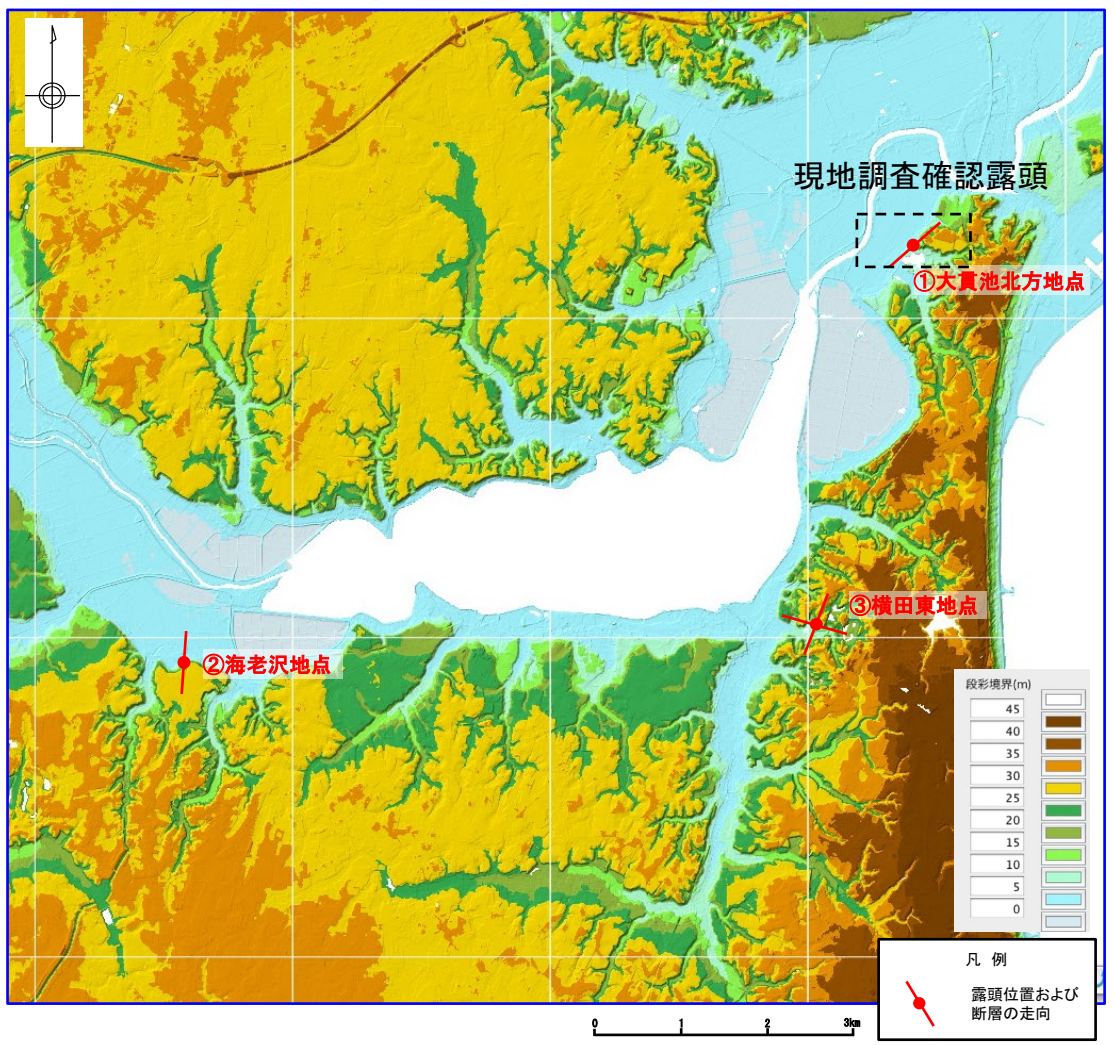 現地調査確認露頭
①大貫池北方地点
③横田東地点
②海老沢地点
段彩境界(m)
45
40
35
30
25
20
15
10
5
0
凡 例
露頭位置および
断層の走向
0 1 2 3km